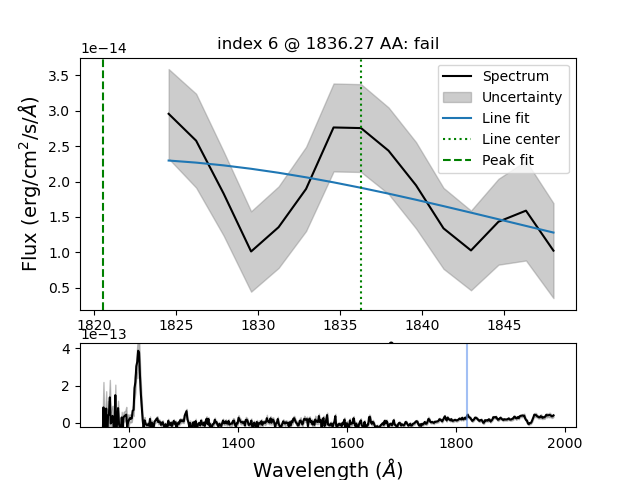 index 6 @ 1836.27 AA: fail
1e−14
3.5
3.0
2.5
2.0
1.5
1.0
0.5
Flux (erg/cm²/s/Å)
Spectrum
Uncertainty
Line fit
Line center
Peak fit
1820 1825 1830 1835 1840 1845
1e−13
4
2
0
1200 1400 1600 1800 2000
Wavelength (Å)